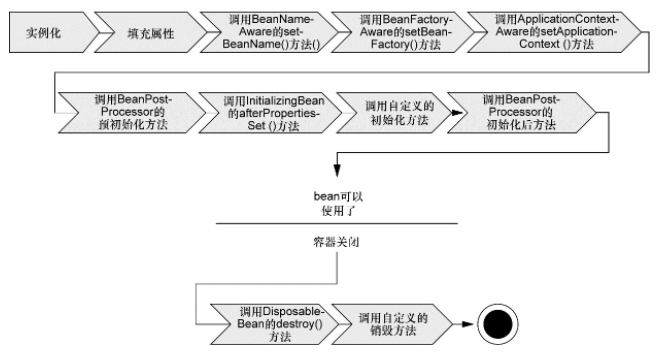 实例化
填充属性
调用BeanName-
Aware的set-
BeanName()方法()
调用BeanFactory-
Aware的setBean-
Factory()方法
调用ApplicationContext-
Aware的setApplication-
Context ()方法
调用BeanPost-
Processor的
预初始化方法
调用InitializingBean
的afterProperties-
Set ()方法
调用自定义的
初始化方法
调用BeanPost-
Processor的
初始化后方法
bean可以
使用了
容器关闭
调用Disposable-
Bean的destroy()
方法
调用自定义的
销毁方法